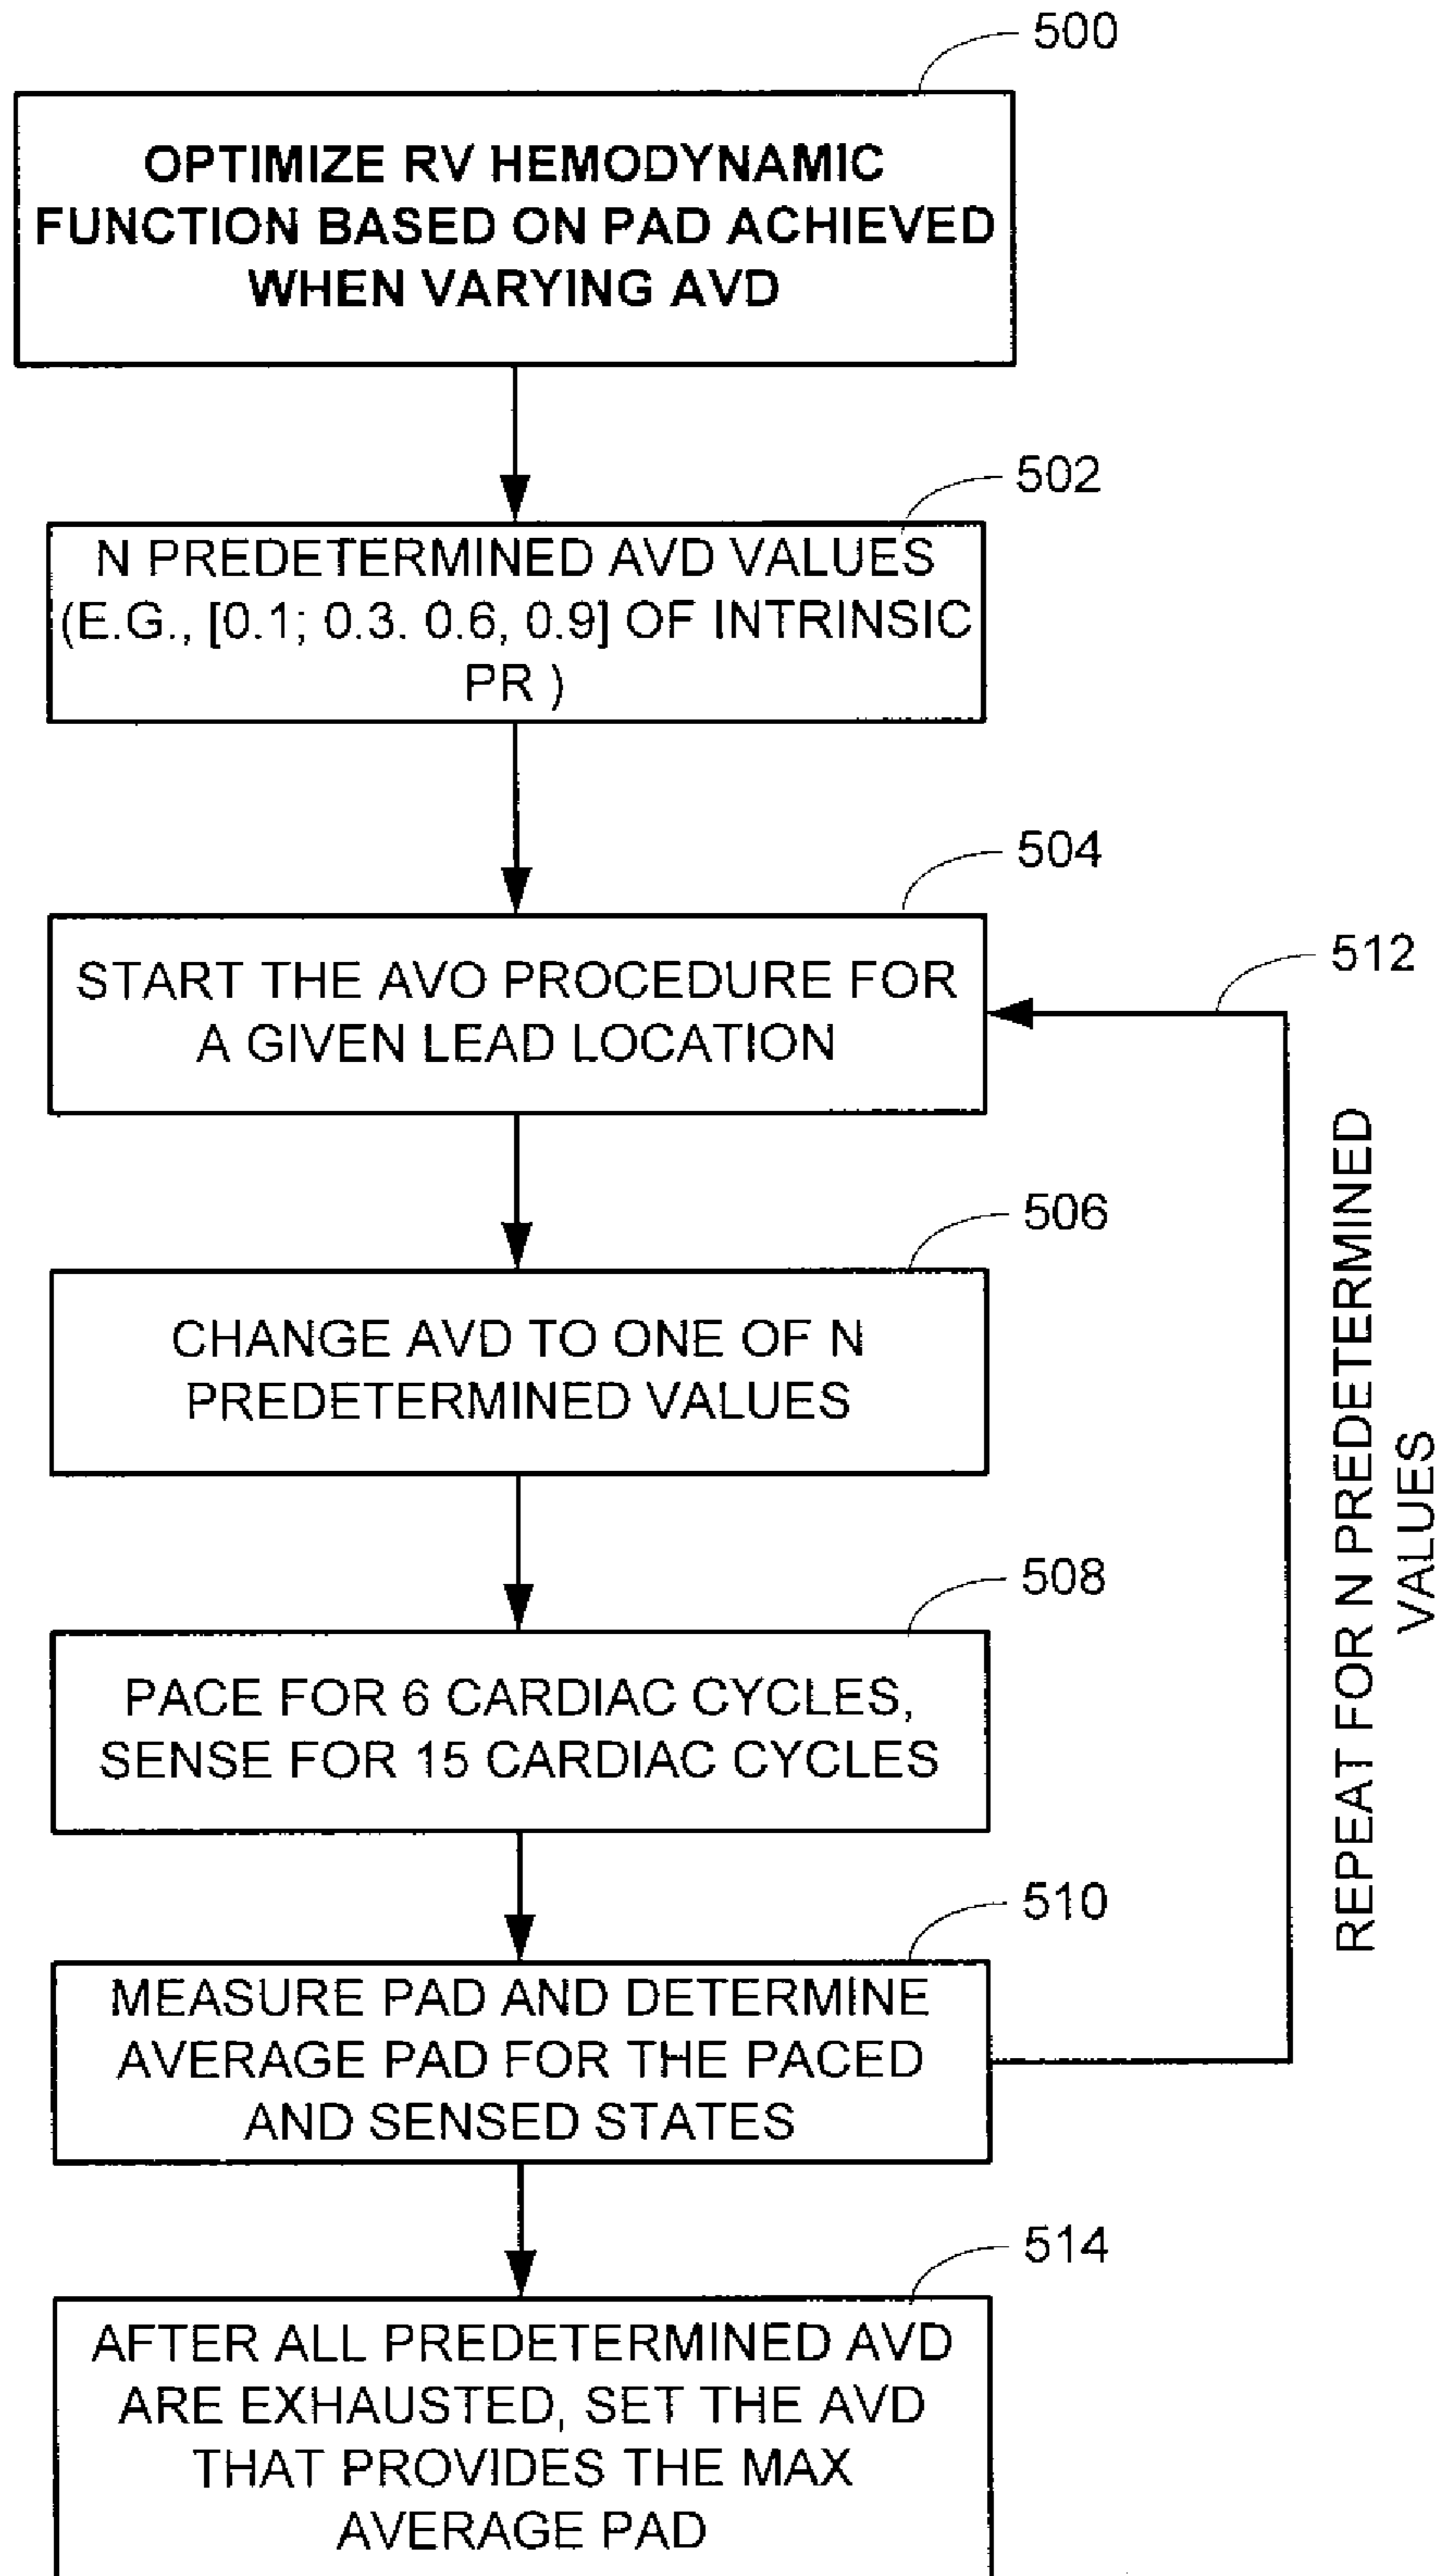 500
OPTIMIZE RV HEMODYNAMIC
FUNCTION BASED ON PAD ACHIEVED
WHEN VARYING AVD
502
N PREDETERMINED AVD VALUES
(E.G., [0.1; 0.3. 0.6, 0.9] OF INTRINSIC
PR )
504
START THE AVO PROCEDURE FOR
A GIVEN LEAD LOCATION
512
506
CHANGE AVD TO ONE OF N
PREDETERMINED VALUES
REPEAT FOR N PREDETERMINED
VALUES
508
PACE FOR 6 CARDIAC CYCLES,
SENSE FOR 15 CARDIAC CYCLES
510
MEASURE PAD AND DETERMINE
AVERAGE PAD FOR THE PACED
AND SENSED STATES
514
AFTER ALL PREDETERMINED AVD
ARE EXHAUSTED, SET THE AVD
THAT PROVIDES THE MAX
AVERAGE PAD